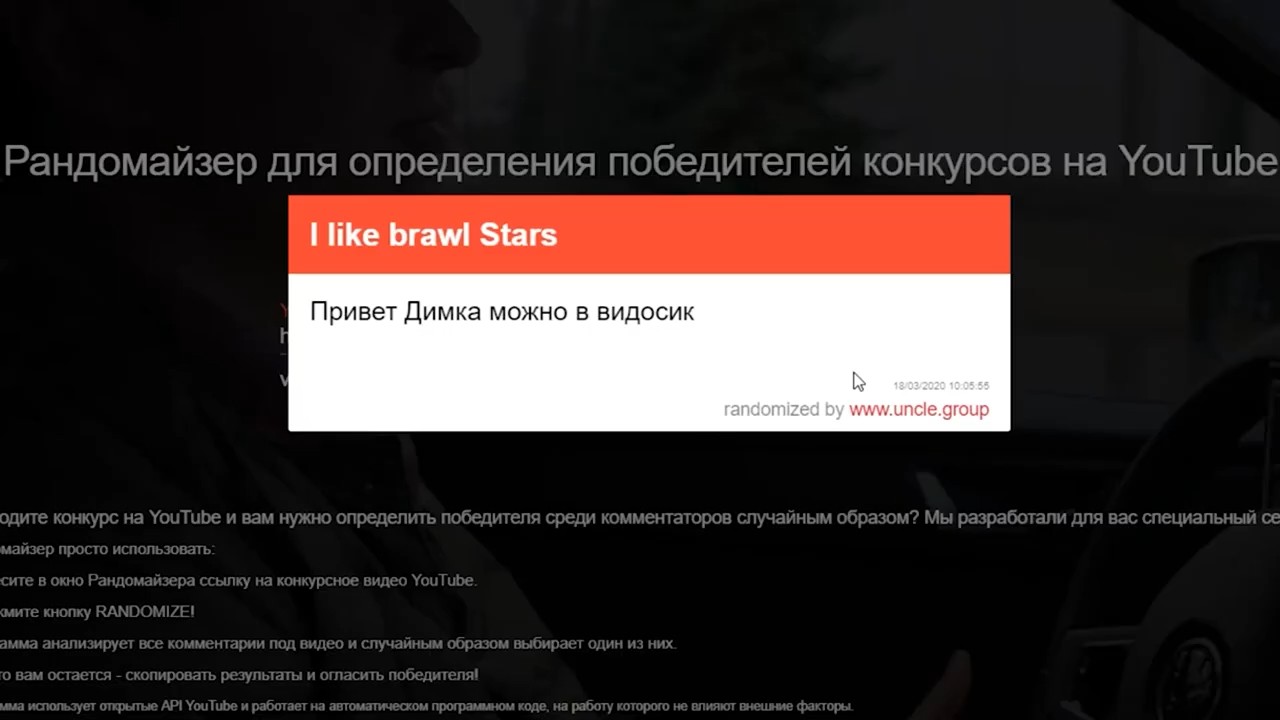 Рандомайзер для определения победителей конкурсов на YouTube
I like brawl Stars
Привет Димка можно в видосик
18/03/2020 10:05:55
randomized by www.uncle.group
одите конкурс на YouTube и вам нужно определить победителя среди комментаторов случайным образом? Мы разработали для вас специальный се
омайзер просто использовать:
есите в окно Рандомайзера ссылку на конкурсное видео YouTube.
кмите кнопку RANDOMIZE!
амма анализирует все комментарии под видео и случайным образом выбирает один из них.
то вам остается - скопировать результаты и огласить победителя!
мма использует открытые API YouTube и работает на автоматическом программном коде, на работу которого не влияют внешние факторы.